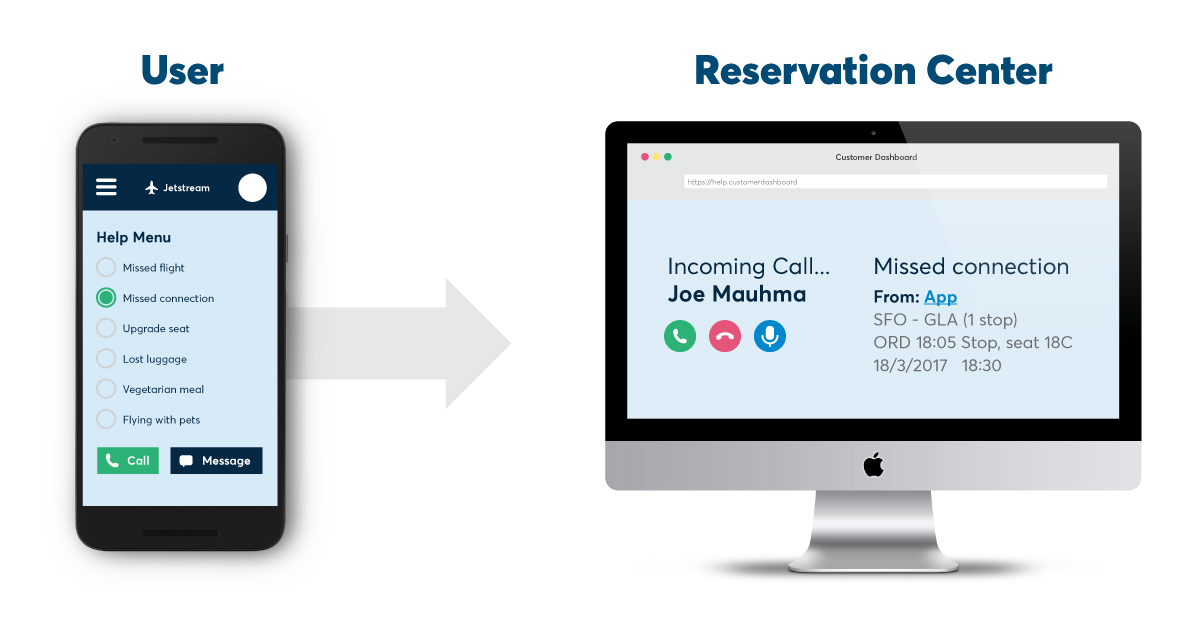 User
Reservation Center
Jetstream
Help Menu
Missed flight
Missed connection
Upgrade seat
Lost luggage
Vegetarian meal
Flying with pets
Call
Message
Customer Dashboard
https://help.customerdashboard
Incoming Call...
Joe Mauhma
Missed connection
From: App
SFO - GLA (1 stop)
ORD 18:05 Stop, seat 18C
18/3/2017 18:30